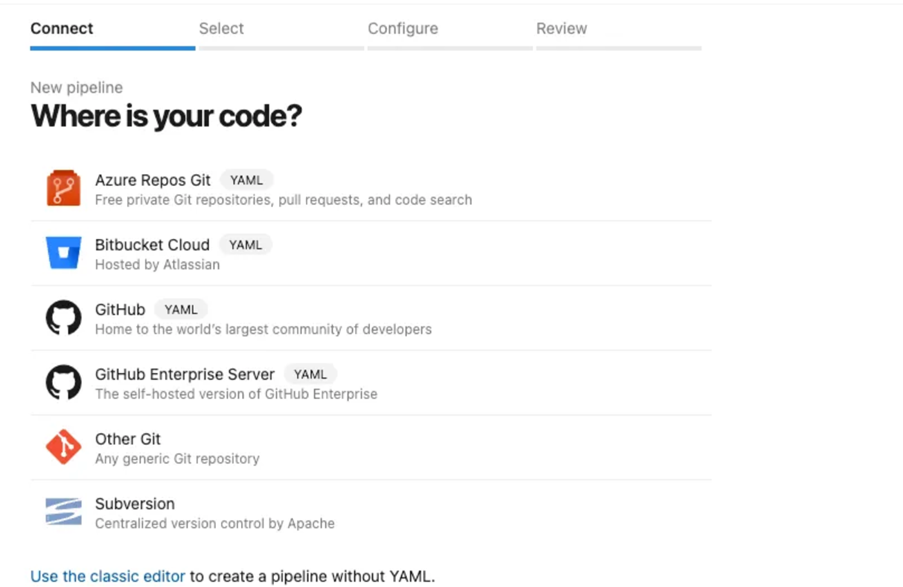 Connect Select Configure Review
New pipeline
Where is your code?
Azure Repos Git YAML
Free private Git repositories, pull requests, and code search
Bitbucket Cloud YAML
Hosted by Atlassian
GitHub YAML
Home to the world's largest community of developers
GitHub Enterprise Server YAML
The self-hosted version of GitHub Enterprise
Other Git
Any generic Git repository
Subversion
Centralized version control by Apache
Use the classic editor to create a pipeline without YAML.